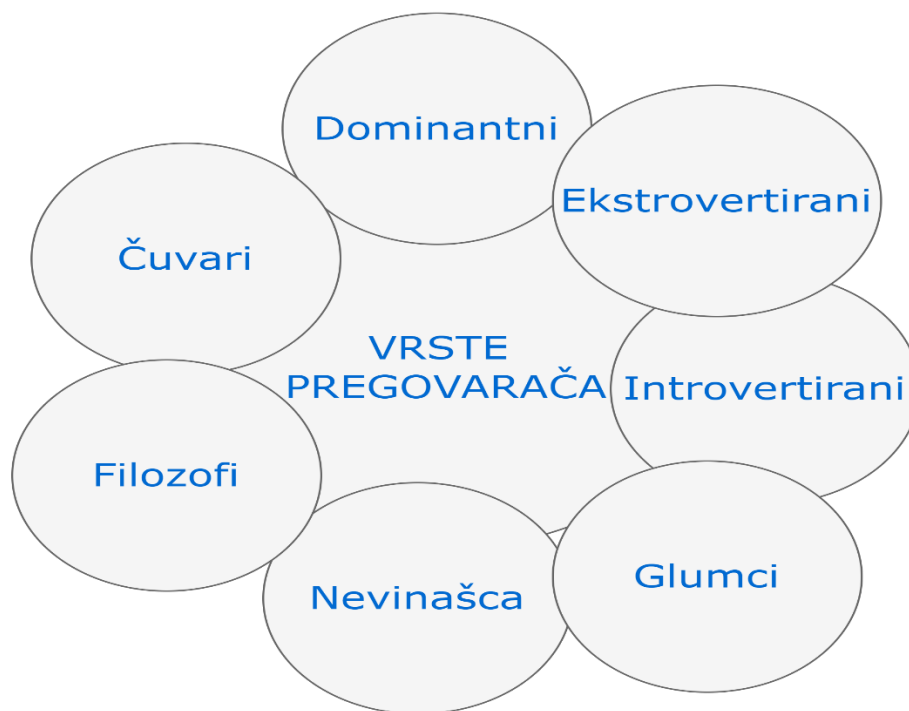 Dominantni
Ekstrovertirani
Čuvari
VRSTE
PREGOVARAČA
Introvertirani
Filozofi
Glumci
Nevinašca